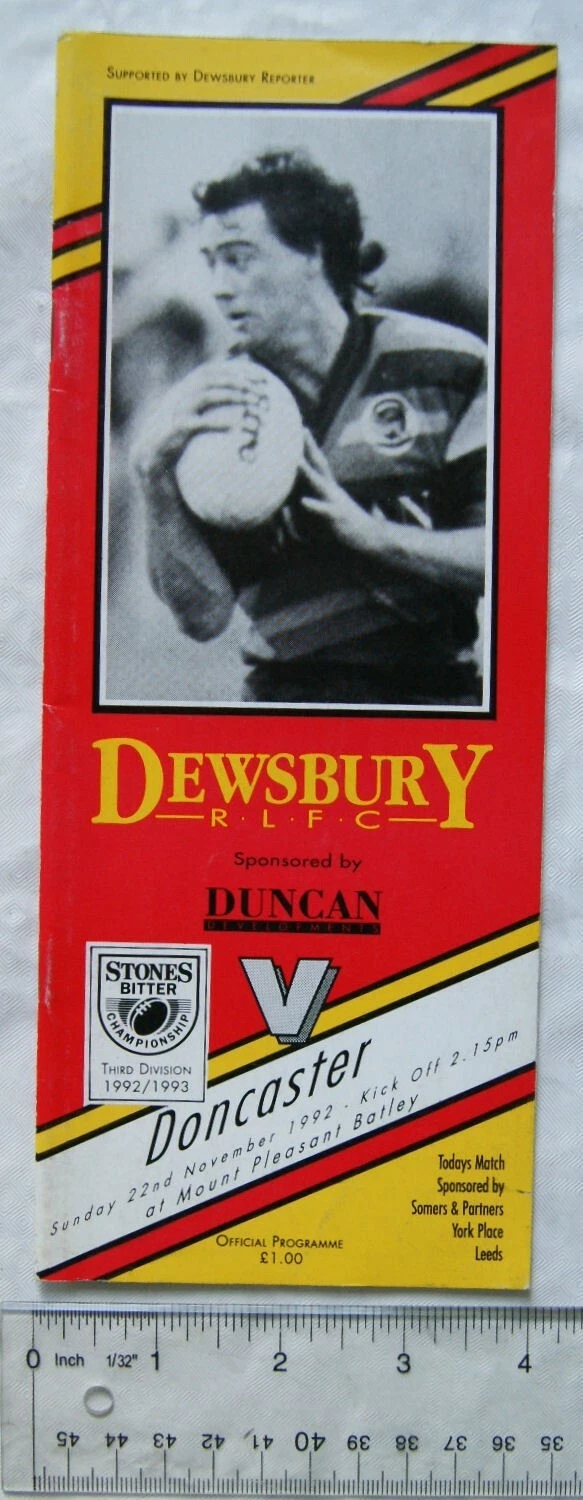 SUPPORTED BY DEWSBURY REPORTER
DEWSBURY
R·L·F·C
Sponsored by
DUNCAN
DEVELOPMENTS
V
STONES
BITTER
CHAMPIONSHIP
THIRD DIVISION
1992/1993
Doncaster
Sunday 22nd November 1992 - Kick Off 2.15pm
at Mount Pleasant Batley
Todays Match
Sponsored by
Somers & Partners
York Place
Leeds
OFFICIAL PROGRAMME
£1.00
0 Inch 1/32" 1 2 3 4
45 44 43 42 41 40 39 38 37 36 35